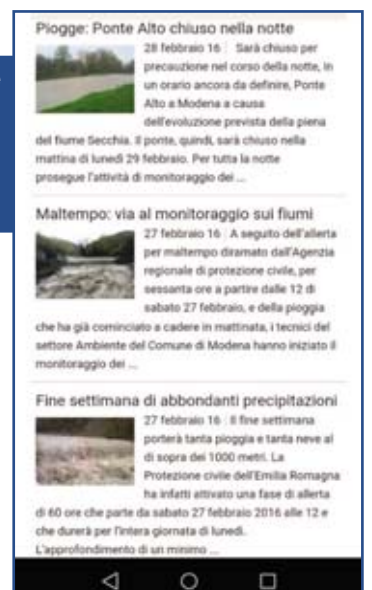 Piogge: Ponte Alto chiuso nella notte
28 febbraio 16 | Sarà chiuso per
precauzione nel corso della notte, in
un orario ancora da definire, Ponte
Alto a Modena a causa
dell'evoluzione prevista della piena
del fiume Secchia. Il ponte, quindi, sarà chiuso nella
mattina di lunedì 29 febbraio. Per tutta la notte
prosegue l'attività di monitoraggio dei ...
Maltempo: via al monitoraggio sui fiumi
27 febbraio 16 | A seguito dell'allerta
per maltempo diramato dall'Agenzia
regionale di protezione civile, per
sessanta ore a partire dalle 12 di
sabato 27 febbraio, e della pioggia
che ha già cominciato a cadere in mattinata, i tecnici del
settore Ambiente del Comune di Modena hanno iniziato il
monitoraggio dei ...
Fine settimana di abbondanti precipitazioni
27 febbraio 16 | Il fine settimana
porterà tanta pioggia e tanta neve al
di sopra dei 1000 metri. La
Protezione civile dell'Emilia Romagna
ha infatti attivato una fase di allerta
di 60 ore che parte da sabato 27 febbraio 2016 alle 12 e
che durerà per l'intera giornata di lunedì.
L'approfondimento di un minimo ...